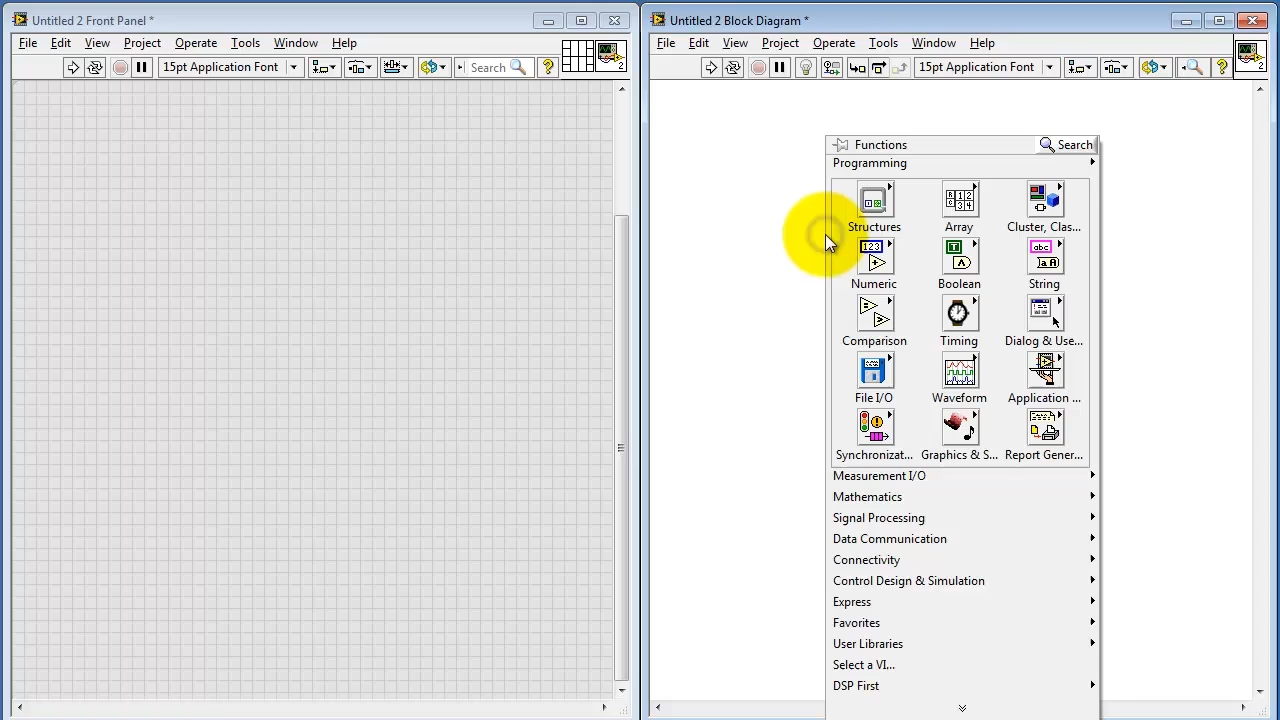 Untitled 2 Front Panel *
File Edit View Project Operate Tools Window Help
15pt Application Font Search ? 2
Untitled 2 Block Diagram *
File Edit View Project Operate Tools Window Help
15pt Application Font ? 2
Functions Search
Programming
Structures Array Cluster, Clas...
Numeric Boolean String
Comparison Timing Dialog & Use...
File I/O Waveform Application ...
Synchronizat... Graphics & S... Report Gener...
Measurement I/O
Mathematics
Signal Processing
Data Communication
Connectivity
Control Design & Simulation
Express
Favorites
User Libraries
Select a VI...
DSP First